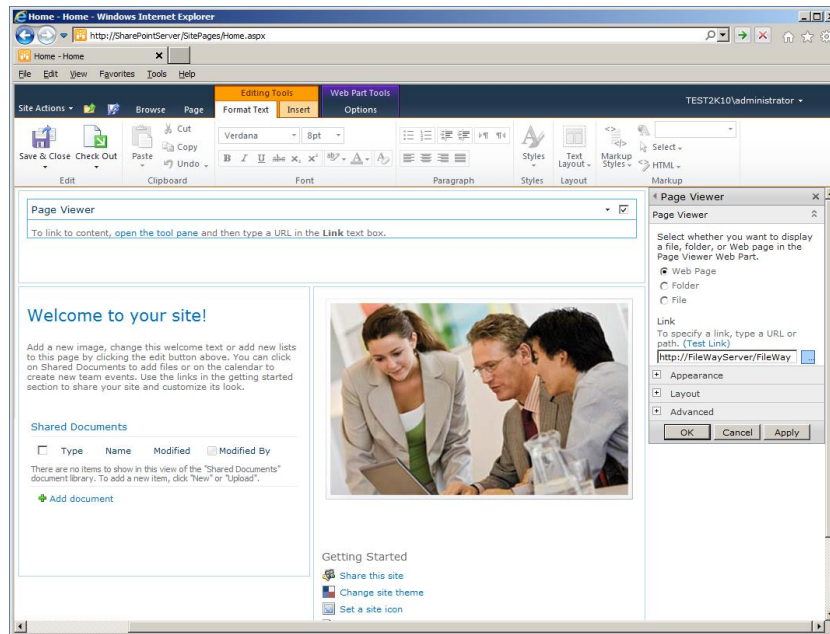 Home - Home - Windows Internet Explorer
http://SharePointServer/SitePages/Home.aspx
Home - Home
File Edit View Favorites Tools Help
Editing Tools Web Part Tools
Site Actions Browse Page Format Text Insert Options TEST2K10\administrator
Save & Close Check Out Paste Cut Copy Undo
Verdana 8pt
B I U abc x₂ x² aby A A
Styles Text Layout Markup Styles Select HTML
Edit Clipboard Font Paragraph Styles Layout Markup
Page Viewer
To link to content, open the tool pane and then type a URL in the Link text box.
Welcome to your site!
Add a new image, change this welcome text or add new lists
to this page by clicking the edit button above. You can click
on Shared Documents to add files or on the calendar to
create new team events. Use the links in the getting started
section to share your site and customize its look.
Shared Documents
Type Name Modified Modified By
There are no items to show in this view of the "Shared Documents"
document library. To add a new item, click "New" or "Upload".
Add document
Getting Started
Share this site
Change site theme
Set a site icon
Page Viewer
Page Viewer
Select whether you want to display
a file, folder, or Web page in the
Page Viewer Web Part.
Web Page
Folder
File
Link
To specify a link, type a URL or
path. (Test Link)
http://FileWayServer/FileWay
Appearance
Layout
Advanced
OK Cancel Apply